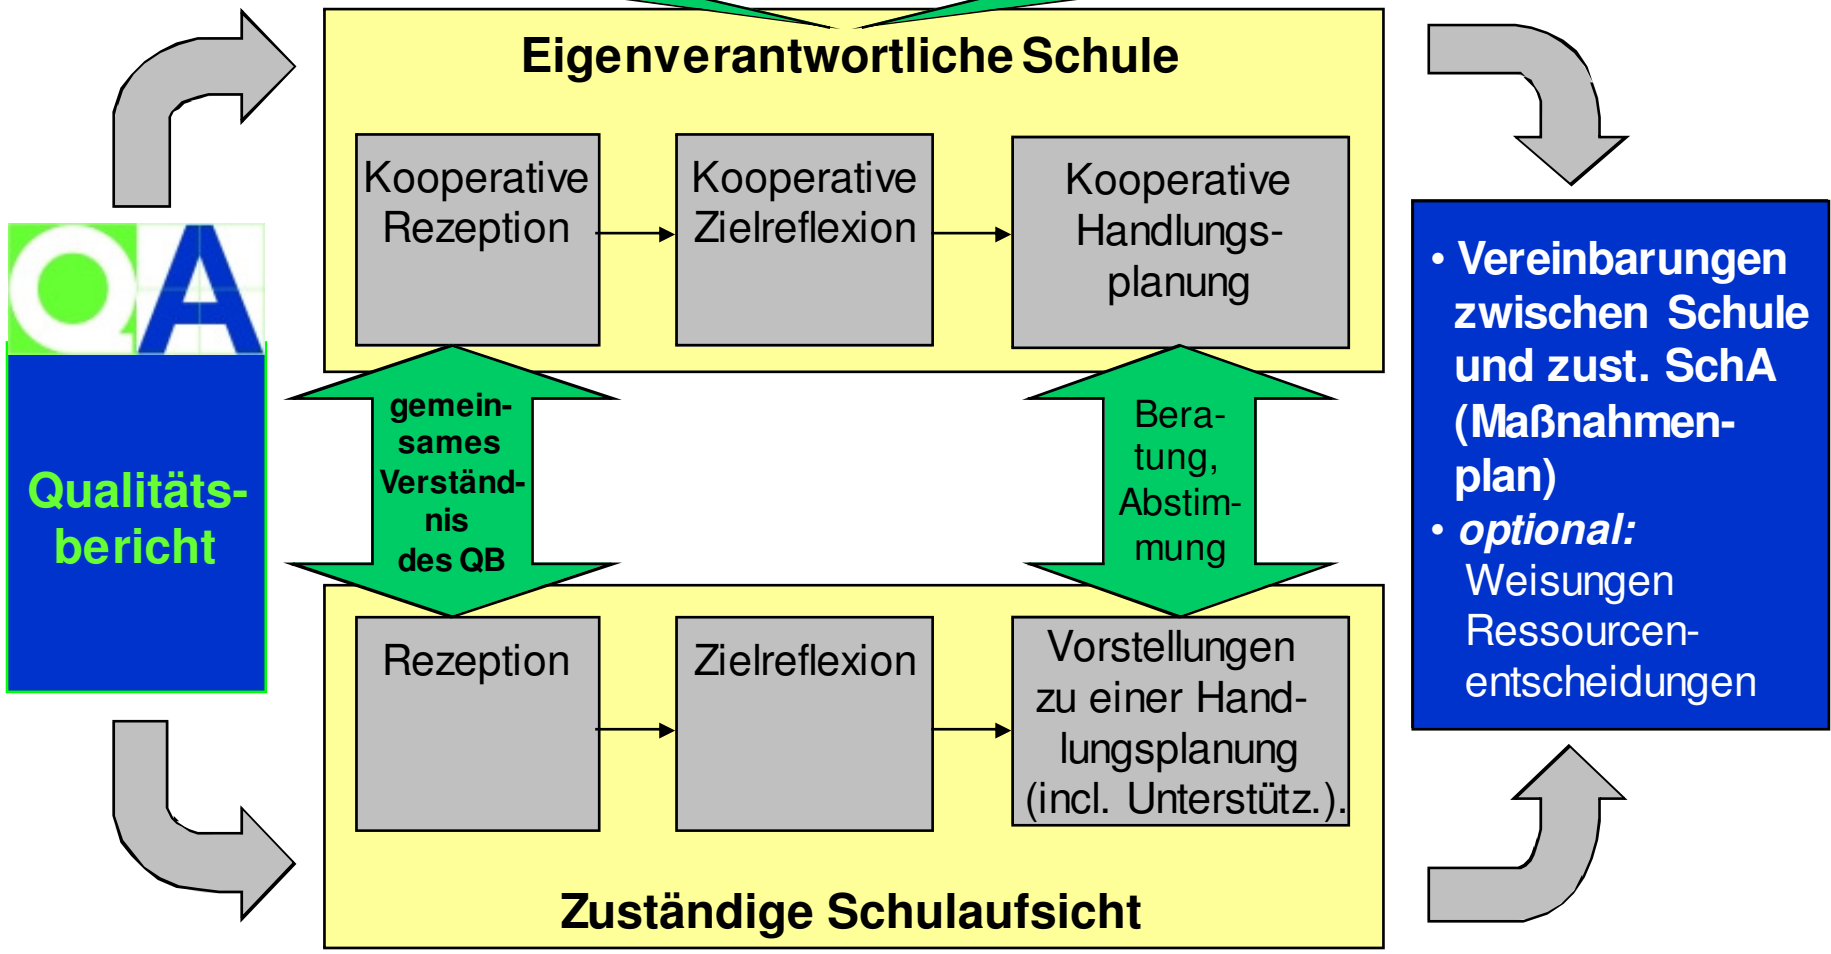 Eigenverantwortliche Schule
Kooperative
Rezeption
Kooperative
Zielreflexion
Kooperative
Handlungs-
planung
QA
Qualitäts-
bericht
gemein-
sames
Verständ-
nis
des QB
Bera-
tung,
Abstim-
mung
• Vereinbarungen
zwischen Schule
und zust. SchA
(Maßnahmen-
plan)
• optional:
Weisungen
Ressourcen-
entscheidungen
Rezeption
Zielreflexion
Vorstellungen
zu einer Hand-
lungsplanung
(incl. Unterstütz.).
Zuständige Schulaufsicht